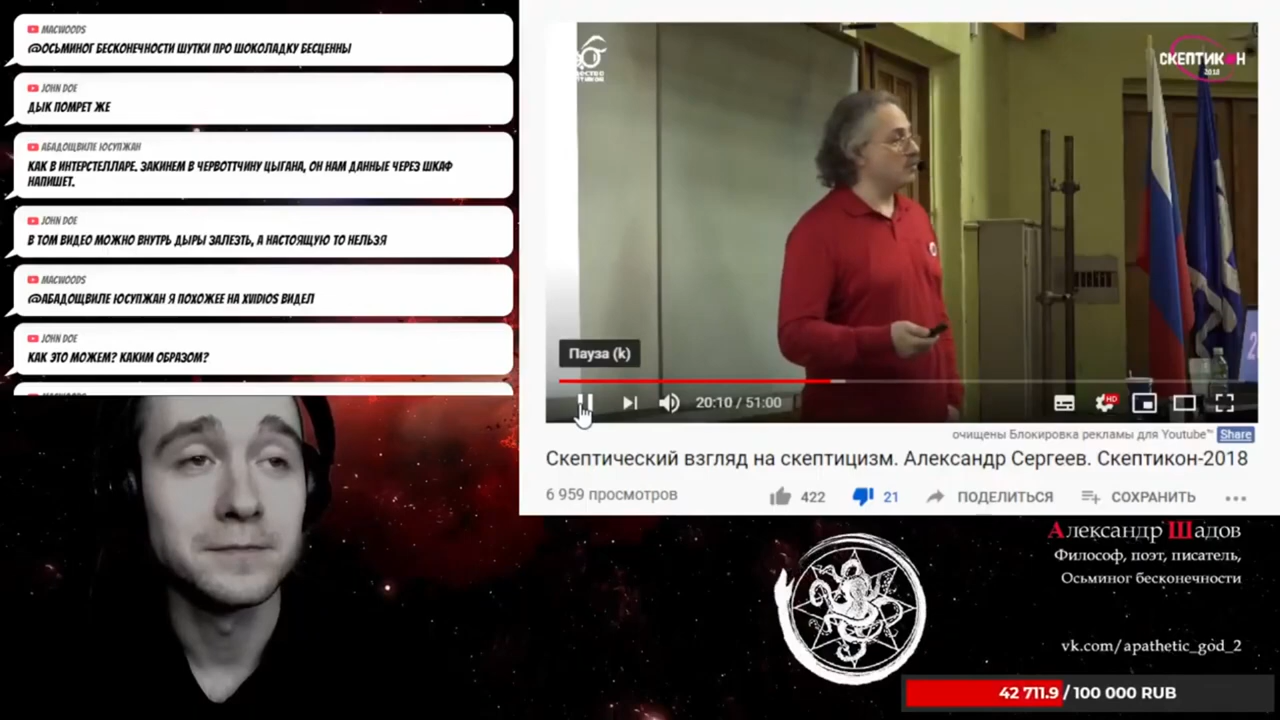 MACWOODS
@ОСЬМИНОГ БЕСКОНЕЧНОСТИ ШУТКИ ПРО ШОКОЛАДКУ БЕСЦЕННЫ
JOHN DOE
ДЫК ПОМРЕТ ЖЕ
АБАДОЩВИЛЕ ЮСУПЖАН
КАК В ИНТЕРСТЕЛЛАРЕ. ЗАКИНЕМ В ЧЕРВОТТЧИНУ ЦЫГАНА, ОН НАМ ДАННЫЕ ЧЕРЕЗ ШКАФ
НАПИШЕТ.
JOHN DOE
В ТОМ ВИДЕО МОЖНО ВНУТРЬ ДЫРЫ ЗАЛЕЗТЬ, А НАСТОЯЩУЮ ТО НЕЛЬЗЯ
MACWOODS
@АБАДОЩВИЛЕ ЮСУПЖАН Я ПОХОЖЕЕ НА XVIDIOS ВИДЕЛ
JOHN DOE
КАК ЭТО МОЖЕМ? КАКИМ ОБРАЗОМ?
СКЕПТИКОН
2018
Пауза (k)
20:10 / 51:00
HD
очищены Блокировка рекламы для Youtube™ Share
Скептический взгляд на скептицизм. Александр Сергеев. Скептикон-2018
6 959 просмотров
422
21
ПОДЕЛИТЬСЯ
СОХРАНИТЬ
Александр Шадов
Философ, поэт, писатель,
Осьминог бесконечности
vk.com/apathetic_god_2
42 711.9 / 100 000 RUB